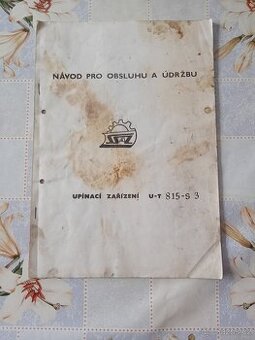 NÁVOD PRO OBSLUHU A ÚDRŽBU
UPÍNACÍ ZAŘÍZENÍ U-T 815-S 3